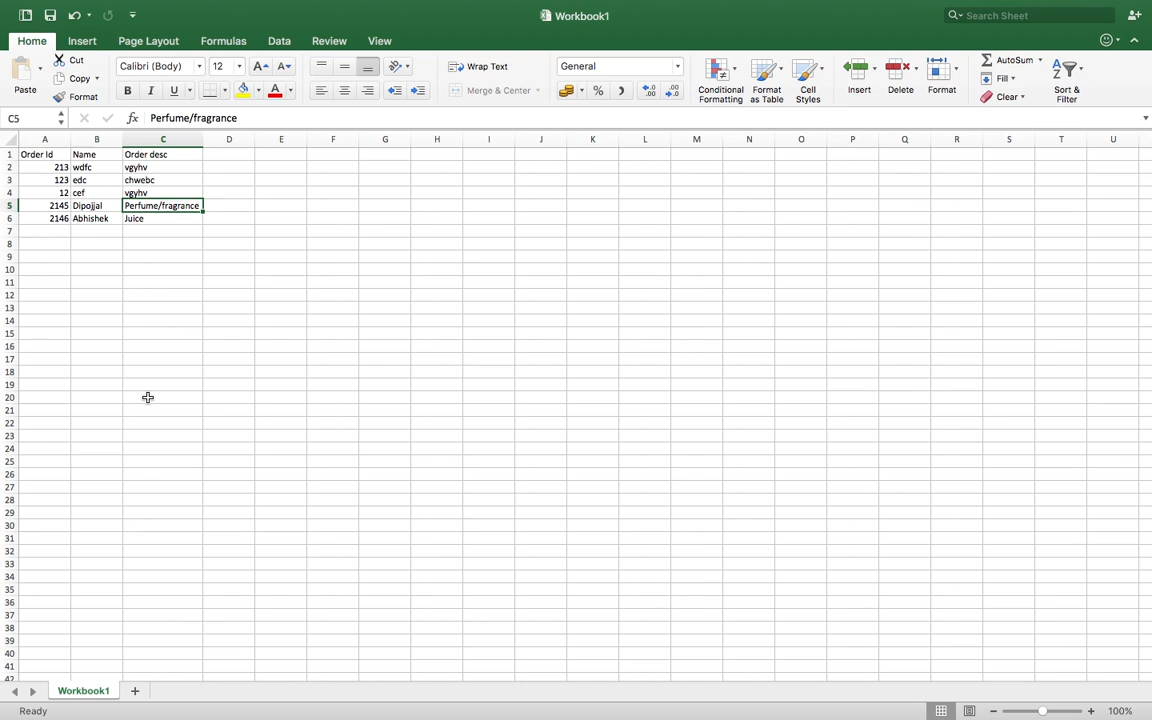 Workbook1
Search Sheet
Home Insert Page Layout Formulas Data Review View
Paste
Cut
Copy
Format
Calibri (Body) 12
B I U
Wrap Text
Merge & Center
General
Conditional Formatting
Format as Table
Cell Styles
Insert
Delete
Format
AutoSum
Fill
Clear
Sort & Filter
C5 fx Perfume/fragrance
A B C D E F G H I J K L M N O P Q R S T U
1 Order Id Name Order desc
2 213 wdfc vgyhv
3 123 edc chwebc
4 12 cef vgyhv
5 2145 Dipojjal Perfume/fragrance
6 2146 Abhishek Juice
7
8
9
10
11
12
13
14
15
16
17
18
19
20
21
22
23
24
25
26
27
28
29
30
31
32
33
34
35
36
37
38
39
40
41
42
Workbook1
Ready
100%